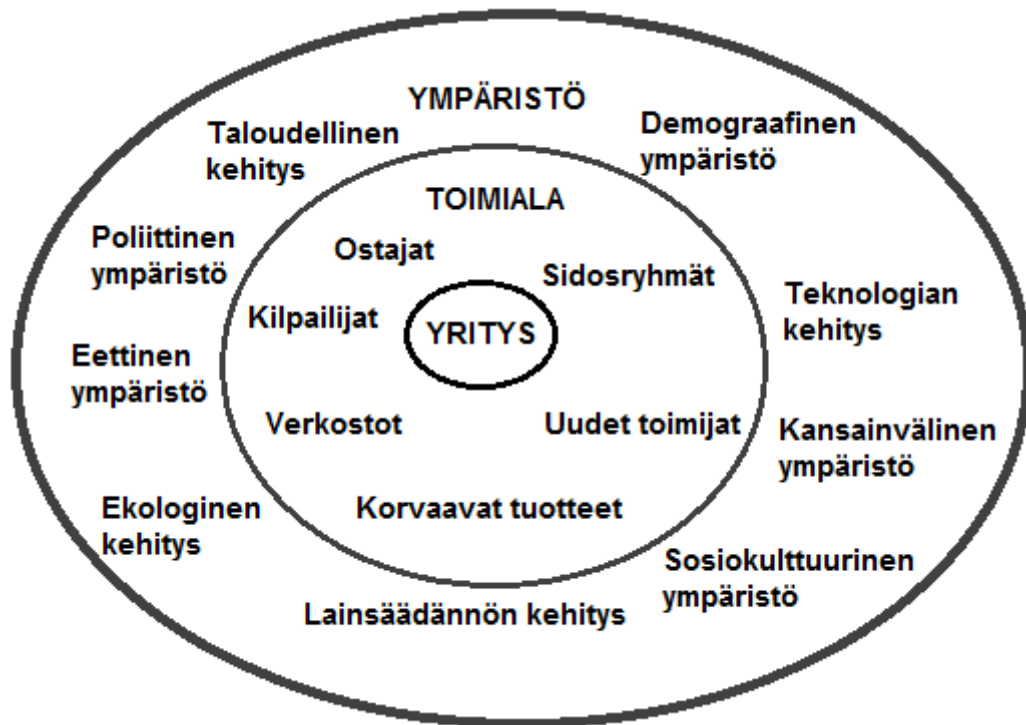 YMPÄRISTÖ
Taloudellinen
kehitys
Demograafinen
ympäristö
TOIMIALA
Poliittinen
ympäristö
Ostajat
Sidosryhmät
Kilpailijat
YRITYS
Teknologian
kehitys
Eettinen
ympäristö
Verkostot
Uudet toimijat
Kansainvälinen
ympäristö
Ekologinen
kehitys
Korvaavat tuotteet
Sosiokulttuurinen
ympäristö
Lainsäädännön kehitys